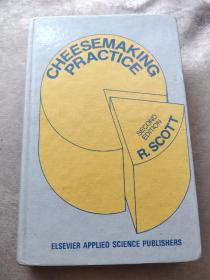 CHEESEMAKING
PRACTICE
SECOND
EDITION
R. SCOTT
ELSEVIER APPLIED SCIENCE PUBLISHERS